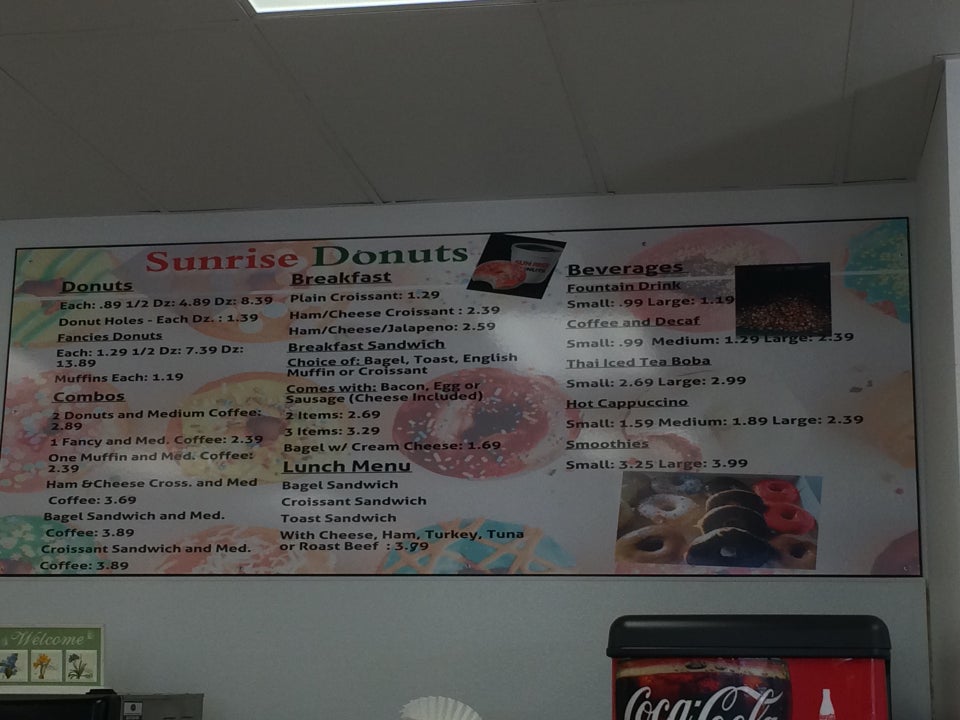 Sunrise Donuts
Donuts
Each: .89 1/2 Dz: 4.89 Dz: 8.39
Donut Holes - Each Dz. : 1.39
Fancies Donuts
Each: 1.29 1/2 Dz: 7.39 Dz:
13.89
Muffins Each: 1.19
Combos
2 Donuts and Medium Coffee:
2.89
1 Fancy and Med. Coffee: 2.39
One Muffin and Med. Coffee:
2.39
Ham &Cheese Cross. and Med
Coffee: 3.69
Bagel Sandwich and Med.
Coffee: 3.89
Croissant Sandwich and Med.
Coffee: 3.89
Breakfast
Plain Croissant: 1.29
Ham/Cheese Croissant : 2.39
Ham/Cheese/Jalapeno: 2.59
Breakfast Sandwich
Choice of: Bagel, Toast, English
Muffin or Croissant
Comes with: Bacon, Egg or
Sausage (Cheese Included)
2 Items: 2.69
3 Items: 3.29
Bagel w/ Cream Cheese: 1.69
Lunch Menu
Bagel Sandwich
Croissant Sandwich
Toast Sandwich
With Cheese, Ham, Turkey, Tuna
or Roast Beef : 3.79
Beverages
Fountain Drink
Small: .99 Large: 1.19
Coffee and Decaf
Small: .99 Medium: 1.29 Large: 2.39
Thai Iced Tea Boba
Small: 2.69 Large: 2.99
Hot Cappuccino
Small: 1.59 Medium: 1.89 Large: 2.39
Smoothies
Small: 3.25 Large: 3.99
Welcome
Coca-Cola